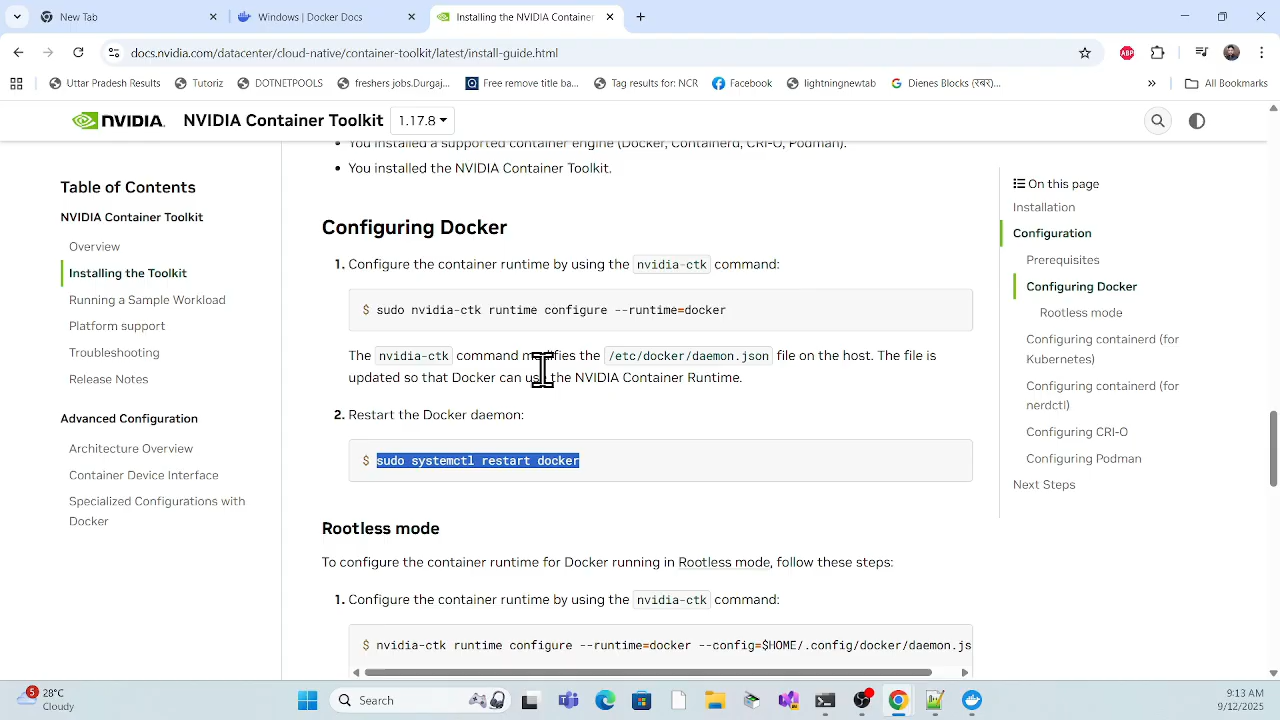 New Tab
Windows | Docker Docs
Installing the NVIDIA Container
docs.nvidia.com/datacenter/cloud-native/container-toolkit/latest/install-guide.html
ABP
Uttar Pradesh Results
Tutoriz
DOTNETPOOLS
freshers jobs.Durgaj...
Free remove title ba...
Tag results for: NCR
Facebook
lightningnewtab
Dienes Blocks (स्थर)...
»
All Bookmarks
NVIDIA.
NVIDIA Container Toolkit
1.17.8
• You installed a supported container engine (Docker, Containerd, CRI-O, Podman).
• You installed the NVIDIA Container Toolkit.
Table of Contents
NVIDIA Container Toolkit
Overview
Installing the Toolkit
Running a Sample Workload
Platform support
Troubleshooting
Release Notes
Advanced Configuration
Architecture Overview
Container Device Interface
Specialized Configurations with
Docker
Configuring Docker
1. Configure the container runtime by using the nvidia-ctk command:
$ sudo nvidia-ctk runtime configure --runtime=docker
The nvidia-ctk command modifies the /etc/docker/daemon.json file on the host. The file is
updated so that Docker can use the NVIDIA Container Runtime.
2. Restart the Docker daemon:
$ sudo systemctl restart docker
Rootless mode
To configure the container runtime for Docker running in Rootless mode, follow these steps:
1. Configure the container runtime by using the nvidia-ctk command:
$ nvidia-ctk runtime configure --runtime=docker --config=$HOME/.config/docker/daemon.js
On this page
Installation
Configuration
Prerequisites
Configuring Docker
Rootless mode
Configuring containerd (for
Kubernetes)
Configuring containerd (for
nerdctl)
Configuring CRI-O
Configuring Podman
Next Steps
5
28°C
Cloudy
Search
9:13 AM
9/12/2025